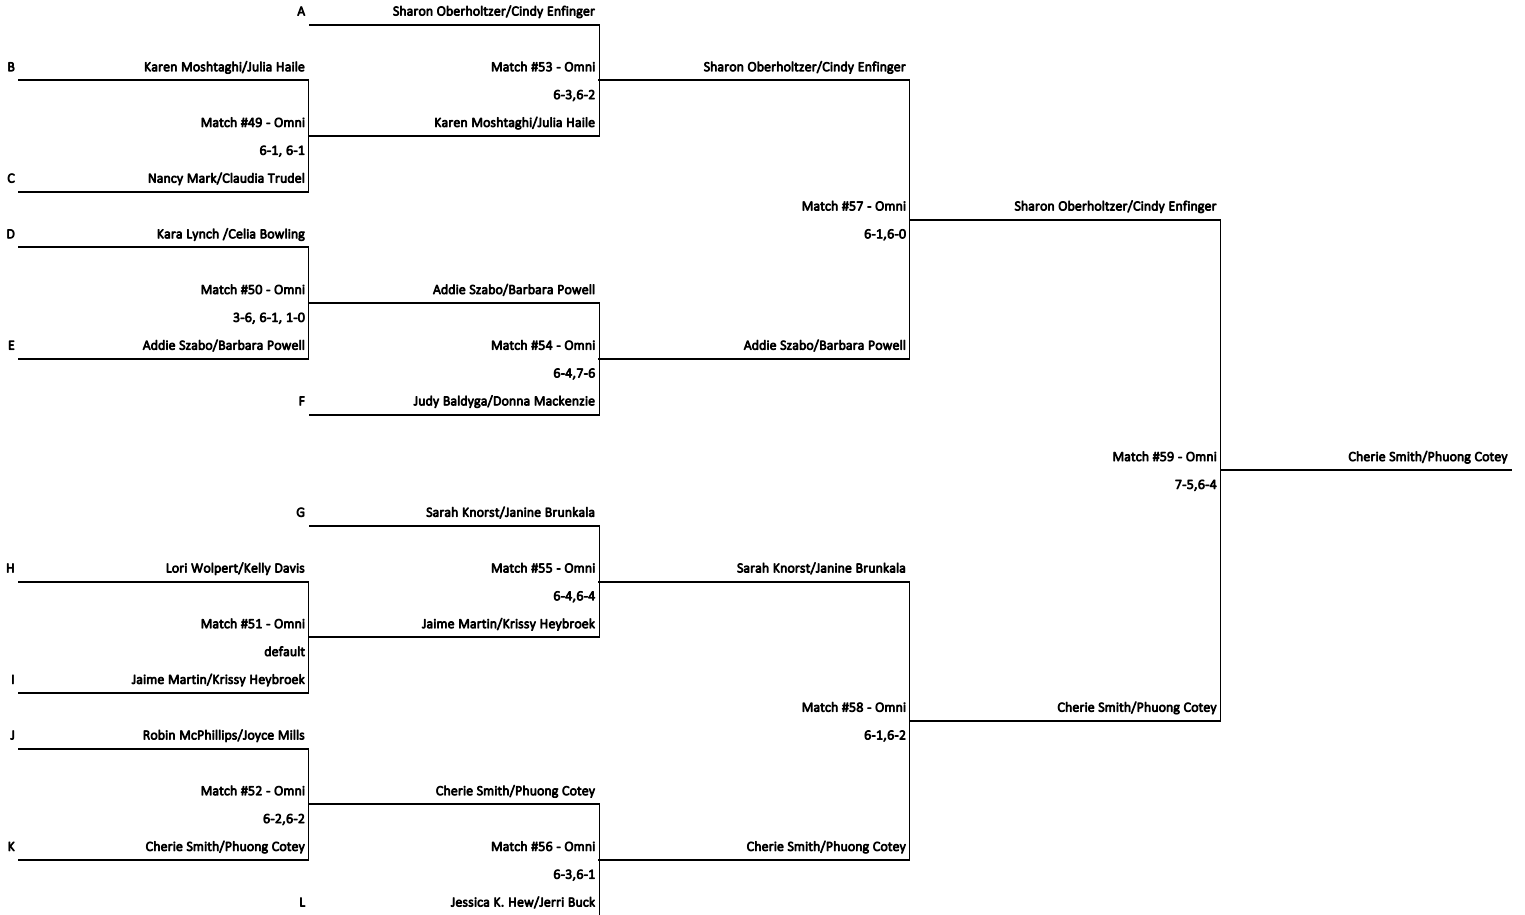 A Sharon Oberholtzer/Cindy Enfinger
B Karen Moshtaghi/Julia Haile Match #53 - Omni Sharon Oberholtzer/Cindy Enfinger
6-3,6-2
Match #49 - Omni Karen Moshtaghi/Julia Haile
6-1, 6-1
C Nancy Mark/Claudia Trudel
Match #57 - Omni Sharon Oberholtzer/Cindy Enfinger
D Kara Lynch /Celia Bowling 6-1,6-0
Match #50 - Omni Addie Szabo/Barbara Powell
3-6, 6-1, 1-0
E Addie Szabo/Barbara Powell Match #54 - Omni Addie Szabo/Barbara Powell
6-4,7-6
F Judy Baldyga/Donna Mackenzie
Match #59 - Omni Cherie Smith/Phuong Cotey
7-5,6-4
G Sarah Knorst/Janine Brunkala
H Lori Wolpert/Kelly Davis Match #55 - Omni Sarah Knorst/Janine Brunkala
6-4,6-4
Match #51 - Omni Jaime Martin/Krissy Heybroek
default
I Jaime Martin/Krissy Heybroek
Match #58 - Omni Cherie Smith/Phuong Cotey
J Robin McPhillips/Joyce Mills 6-1,6-2
Match #52 - Omni Cherie Smith/Phuong Cotey
6-2,6-2
K Cherie Smith/Phuong Cotey Match #56 - Omni Cherie Smith/Phuong Cotey
6-3,6-1
L Jessica K. Hew/Jerri Buck